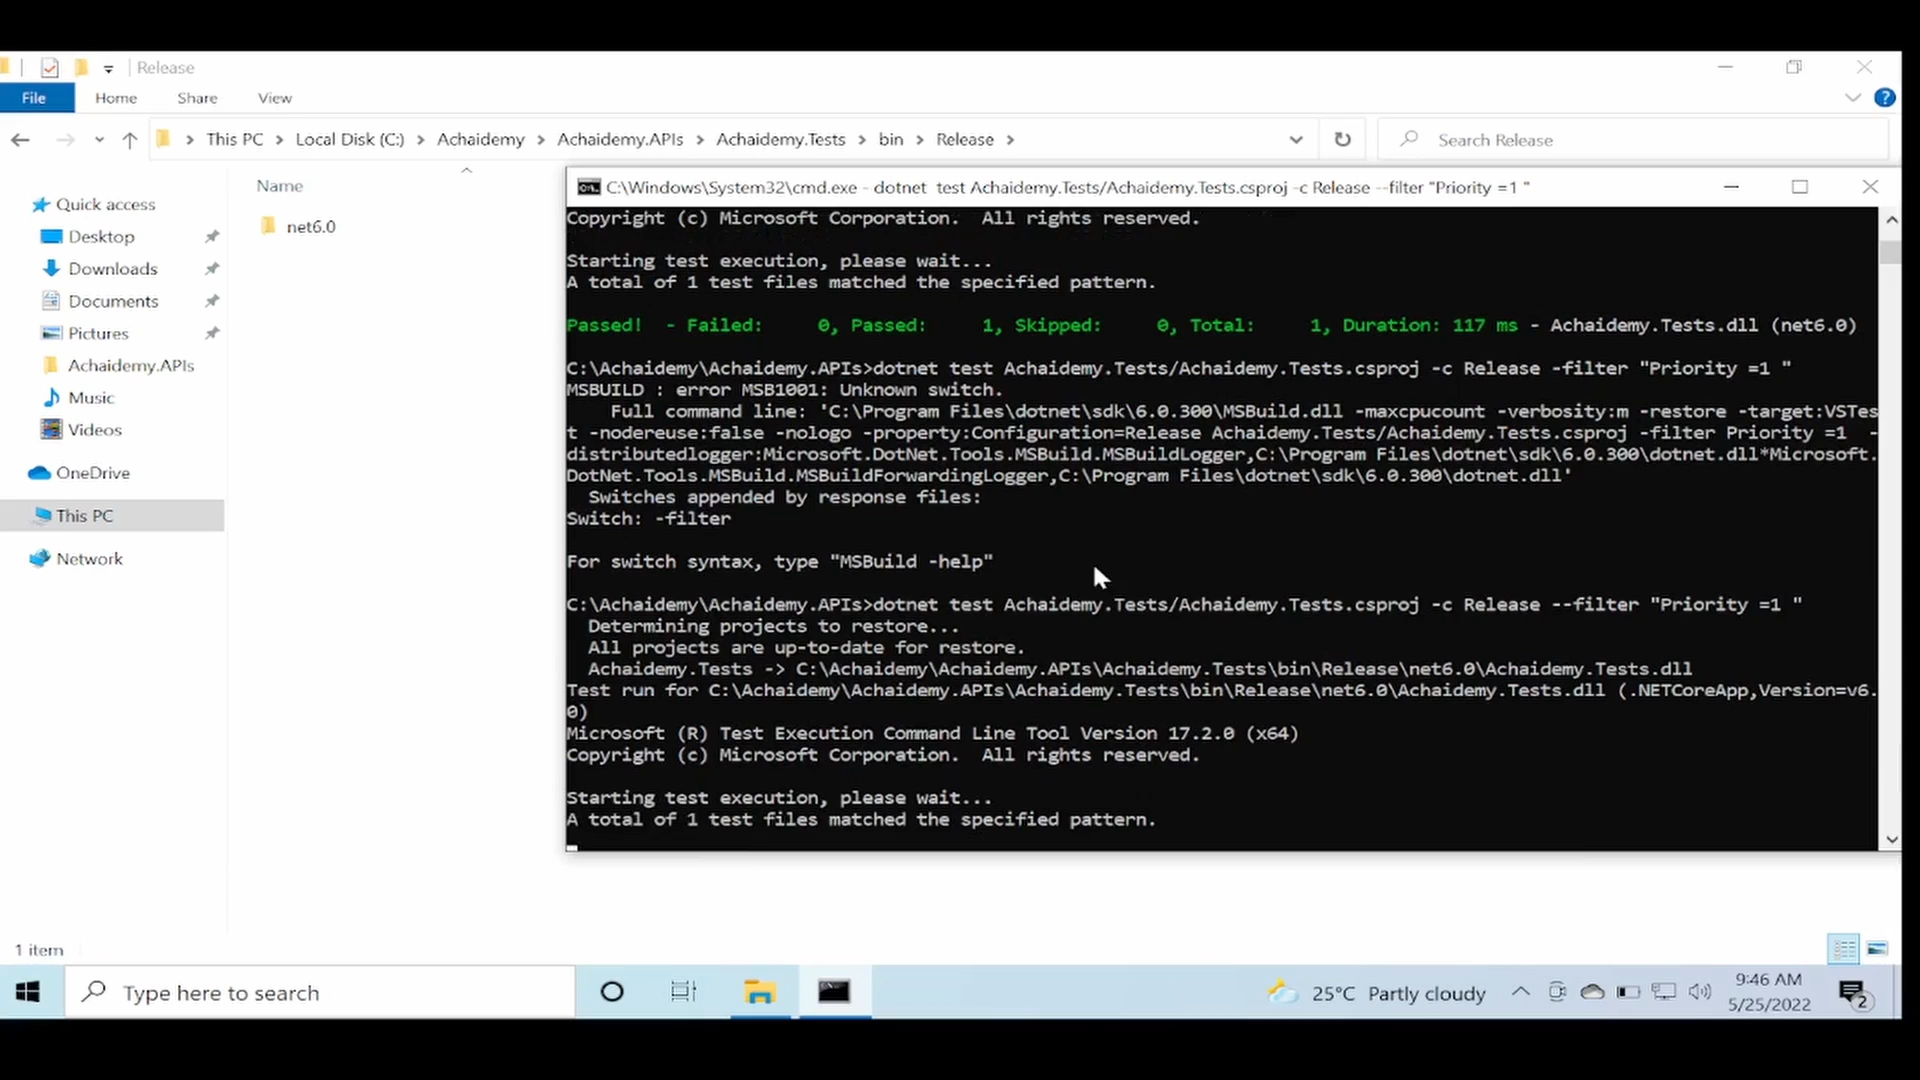 Release
File Home Share View
This PC Local Disk (C:) Achaidemy Achaidemy.APIs Achaidemy.Tests bin Release
Search Release
Name
net6.0
Quick access
Desktop
Downloads
Documents
Pictures
Achaidemy.APIs
Music
Videos
OneDrive
This PC
Network
C:\Windows\System32\cmd.exe - dotnet  test Achaidemy.Tests/Achaidemy.Tests.csproj -c Release --filter "Priority =1 "
Copyright (c) Microsoft Corporation.  All rights reserved.
Starting test execution, please wait...
A total of 1 test files matched the specified pattern.
Passed!  - Failed:     0, Passed:     1, Skipped:     0, Total:     1, Duration: 117 ms - Achaidemy.Tests.dll (net6.0)
C:\Achaidemy\Achaidemy.APIs>dotnet test Achaidemy.Tests/Achaidemy.Tests.csproj -c Release -filter "Priority =1 "
MSBUILD : error MSB1001: Unknown switch.
    Full command line: 'C:\Program Files\dotnet\sdk\6.0.300\MSBuild.dll -maxcpucount -verbosity:m -restore -target:VSTes
t -nodereuse:false -nologo -property:Configuration=Release Achaidemy.Tests/Achaidemy.Tests.csproj -filter Priority =1  -
distributedlogger:Microsoft.DotNet.Tools.MSBuild.MSBuildLogger,C:\Program Files\dotnet\sdk\6.0.300\dotnet.dll*Microsoft.
DotNet.Tools.MSBuild.MSBuildForwardingLogger,C:\Program Files\dotnet\sdk\6.0.300\dotnet.dll'
  Switches appended by response files:
Switch: -filter
For switch syntax, type "MSBuild -help"
C:\Achaidemy\Achaidemy.APIs>dotnet test Achaidemy.Tests/Achaidemy.Tests.csproj -c Release --filter "Priority =1 "
  Determining projects to restore...
  All projects are up-to-date for restore.
  Achaidemy.Tests -> C:\Achaidemy\Achaidemy.APIs\Achaidemy.Tests\bin\Release\net6.0\Achaidemy.Tests.dll
Test run for C:\Achaidemy\Achaidemy.APIs\Achaidemy.Tests\bin\Release\net6.0\Achaidemy.Tests.dll (.NETCoreApp,Version=v6.
0)
Microsoft (R) Test Execution Command Line Tool Version 17.2.0 (x64)
Copyright (c) Microsoft Corporation.  All rights reserved.
Starting test execution, please wait...
A total of 1 test files matched the specified pattern.
1 item
Type here to search
25°C Partly cloudy
9:46 AM
5/25/2022
2